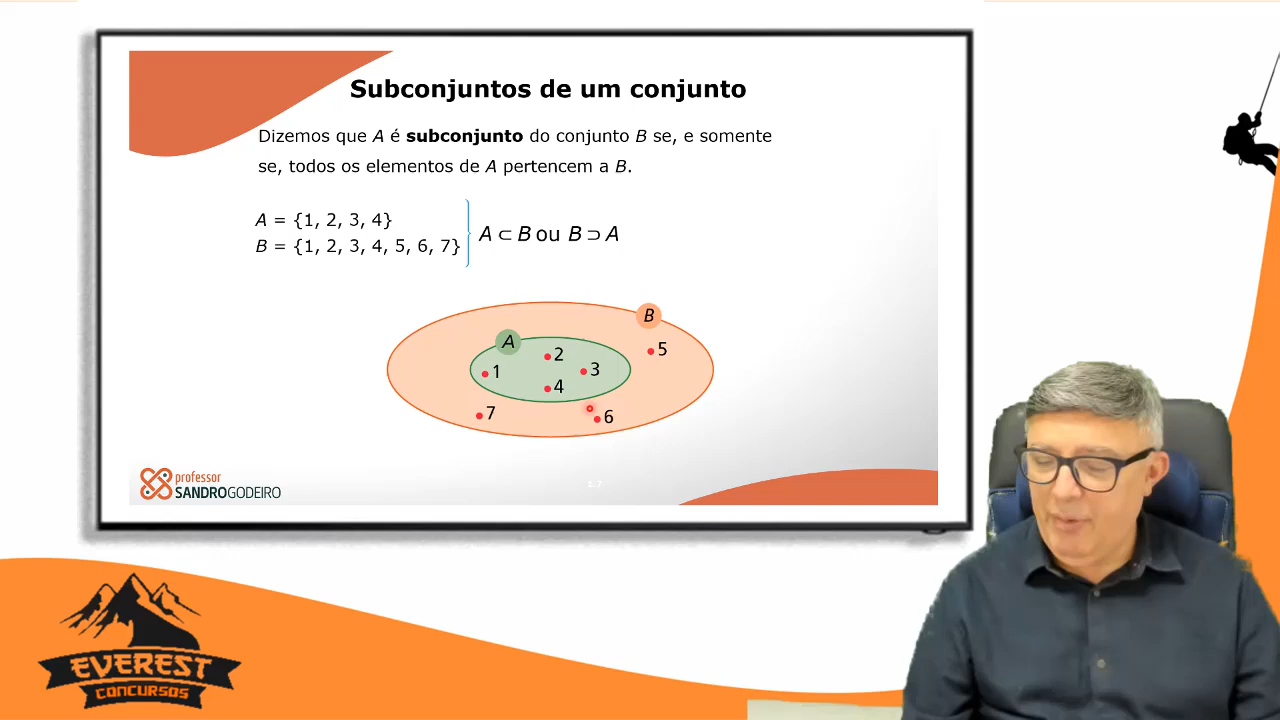 Subconjuntos de um conjunto
Dizemos que A é subconjunto do conjunto B se, e somente
se, todos os elementos de A pertencem a B.
A = {1, 2, 3, 4}
B = {1, 2, 3, 4, 5, 6, 7}
A ⊂ B ou B ⊃ A
B
A
2
5
1
3
4
7
6
professor
SANDROGODEIRO
EVEREST
CONCURSOS